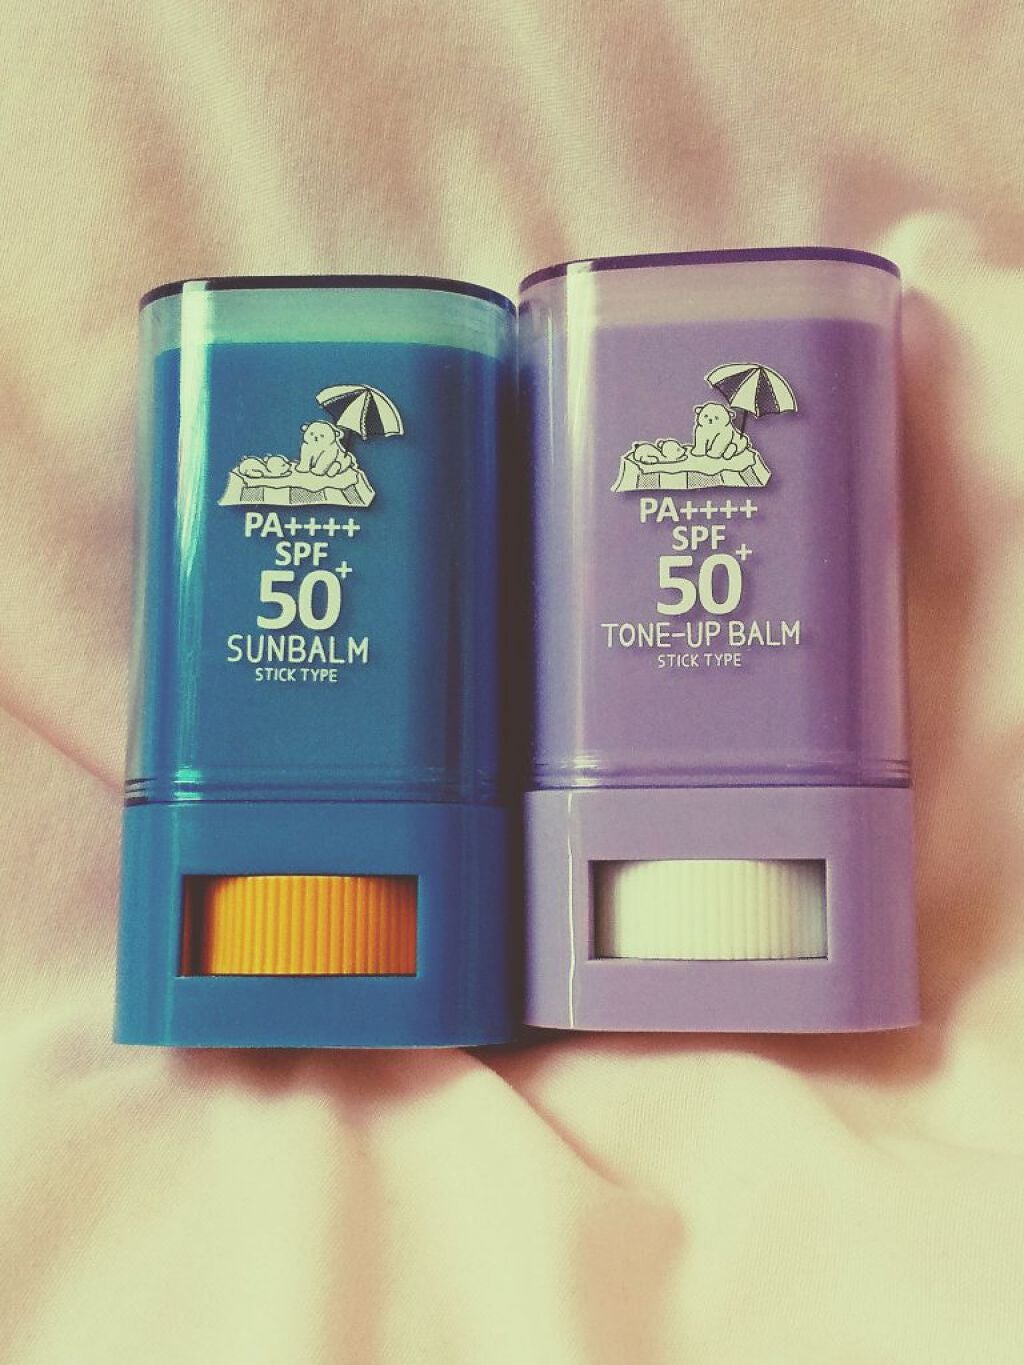 PA++++
SPF
50+
SUNBALM
STICK TYPE
PA++++
SPF
50+
TONE-UP BALM
STICK TYPE